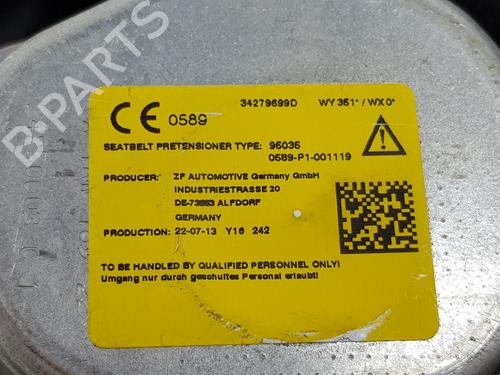 34279699D WY 351° / WX 0°
CE 0589
SEATBELT PRETENSIONER TYPE: 95035
0589-P1-001119
PRODUCER: ZF AUTOMOTIVE Germany GmbH
INDUSTRIESTRASSE 20
DE-73553 ALFDORF
GERMANY
PRODUCTION: 22-07-13 Y16 242
TO BE HANDLED BY QUALIFIED PERSONNEL ONLY!
Umgang nur durch geschultes Personal erlaubt!
B-PARTS